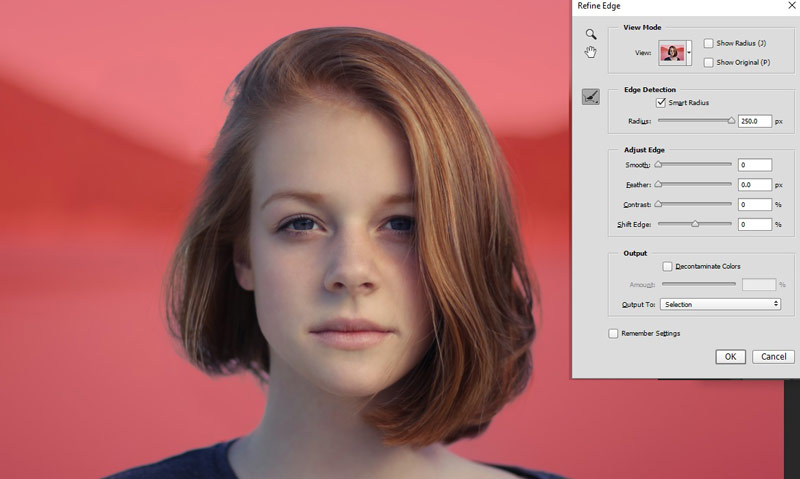 Refine Edge
View Mode
View:
Show Radius (J)
Show Original (P)
Edge Detection
Smart Radius
Radius: 250.0 px
Adjust Edge
Smooth: 0
Feather: 0.0 px
Contrast: 0 %
Shift Edge: 0 %
Output
Decontaminate Colors
Amount: %
Output To: Selection
Remember Settings
OK Cancel